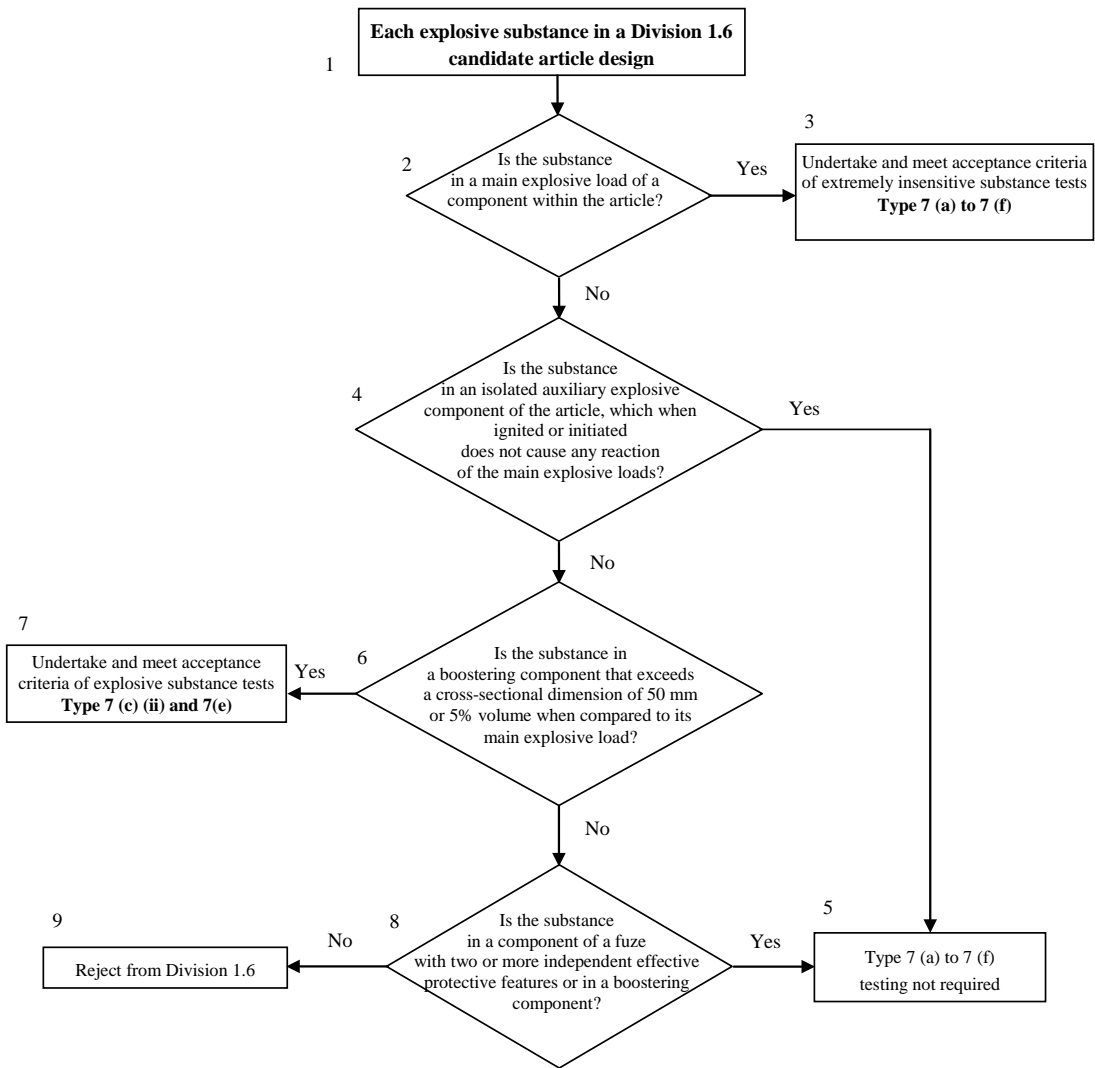 Each explosive substance in a Division 1.6
candidate article design
1
3
2
Is the substance
in a main explosive load of a
component within the article?
Yes
Undertake and meet acceptance criteria
of extremely insensitive substance tests
Type 7 (a) to 7 (f)
No
4
Is the substance
in an isolated auxiliary explosive
component of the article, which when
ignited or initiated
does not cause any reaction
of the main explosive loads?
Yes
No
7
Undertake and meet acceptance
criteria of explosive substance tests
Type 7 (c) (ii) and 7(e)
Yes
6
Is the substance in
a boostering component that exceeds
a cross-sectional dimension of 50 mm
or 5% volume when compared to its
main explosive load?
No
9
Reject from Division 1.6
No
8
Is the substance
in a component of a fuze
with two or more independent effective
protective features or in a boostering
component?
Yes
5
Type 7 (a) to 7 (f)
testing not required